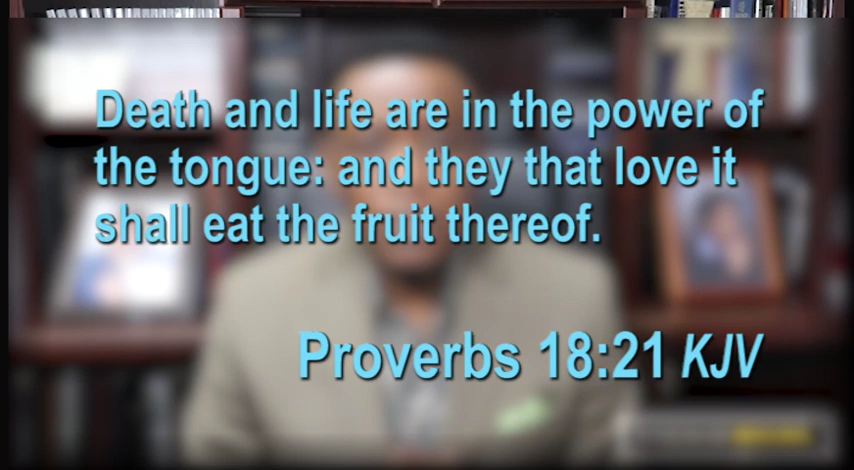 Death and life are in the power of
the tongue: and they that love it
shall eat the fruit thereof.
Proverbs 18:21 KJV